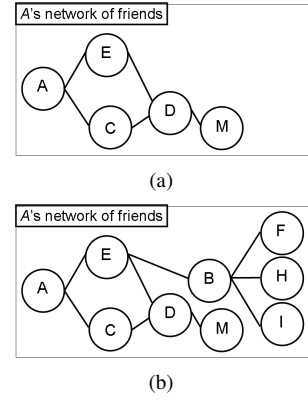 A's network of friends
E
A
C
D
M
(a)
A's network of friends
F
E
B
H
A
D
C
M
I
(b)